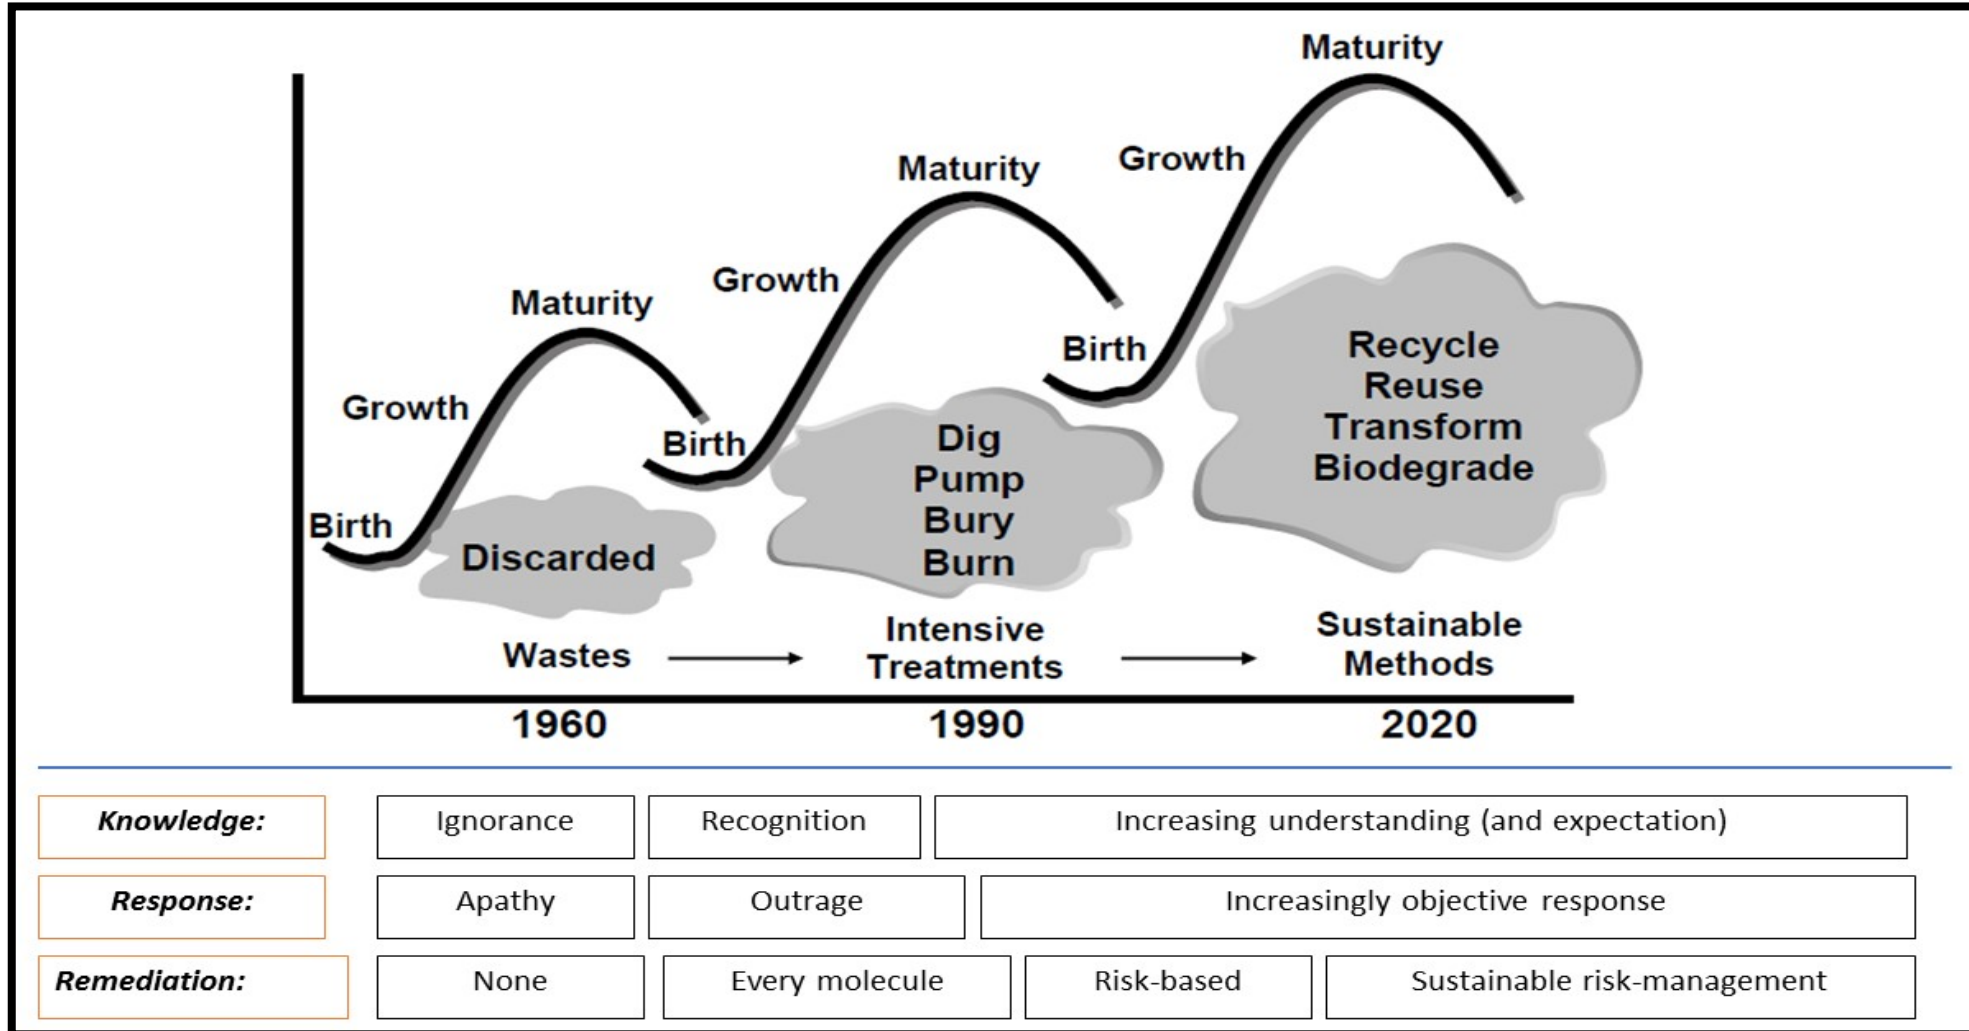 Maturity
Growth
Birth
Discarded
Wastes
1960
Maturity
Growth
Birth
Dig
Pump
Bury
Burn
Intensive
Treatments
1990
Maturity
Growth
Birth
Recycle
Reuse
Transform
Biodegrade
Sustainable
Methods
2020
Knowledge: Ignorance Recognition Increasing understanding (and expectation)
Response: Apathy Outrage Increasingly objective response
Remediation: None Every molecule Risk-based Sustainable risk-management